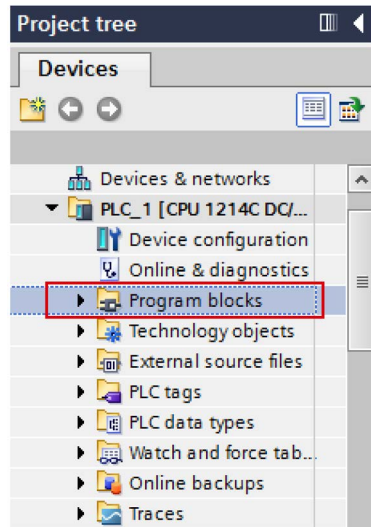 Project tree
Devices
Devices & networks
PLC_1 [CPU 1214C DC/...
Device configuration
Online & diagnostics
Program blocks
Technology objects
External source files
PLC tags
PLC data types
Watch and force tab...
Online backups
Traces